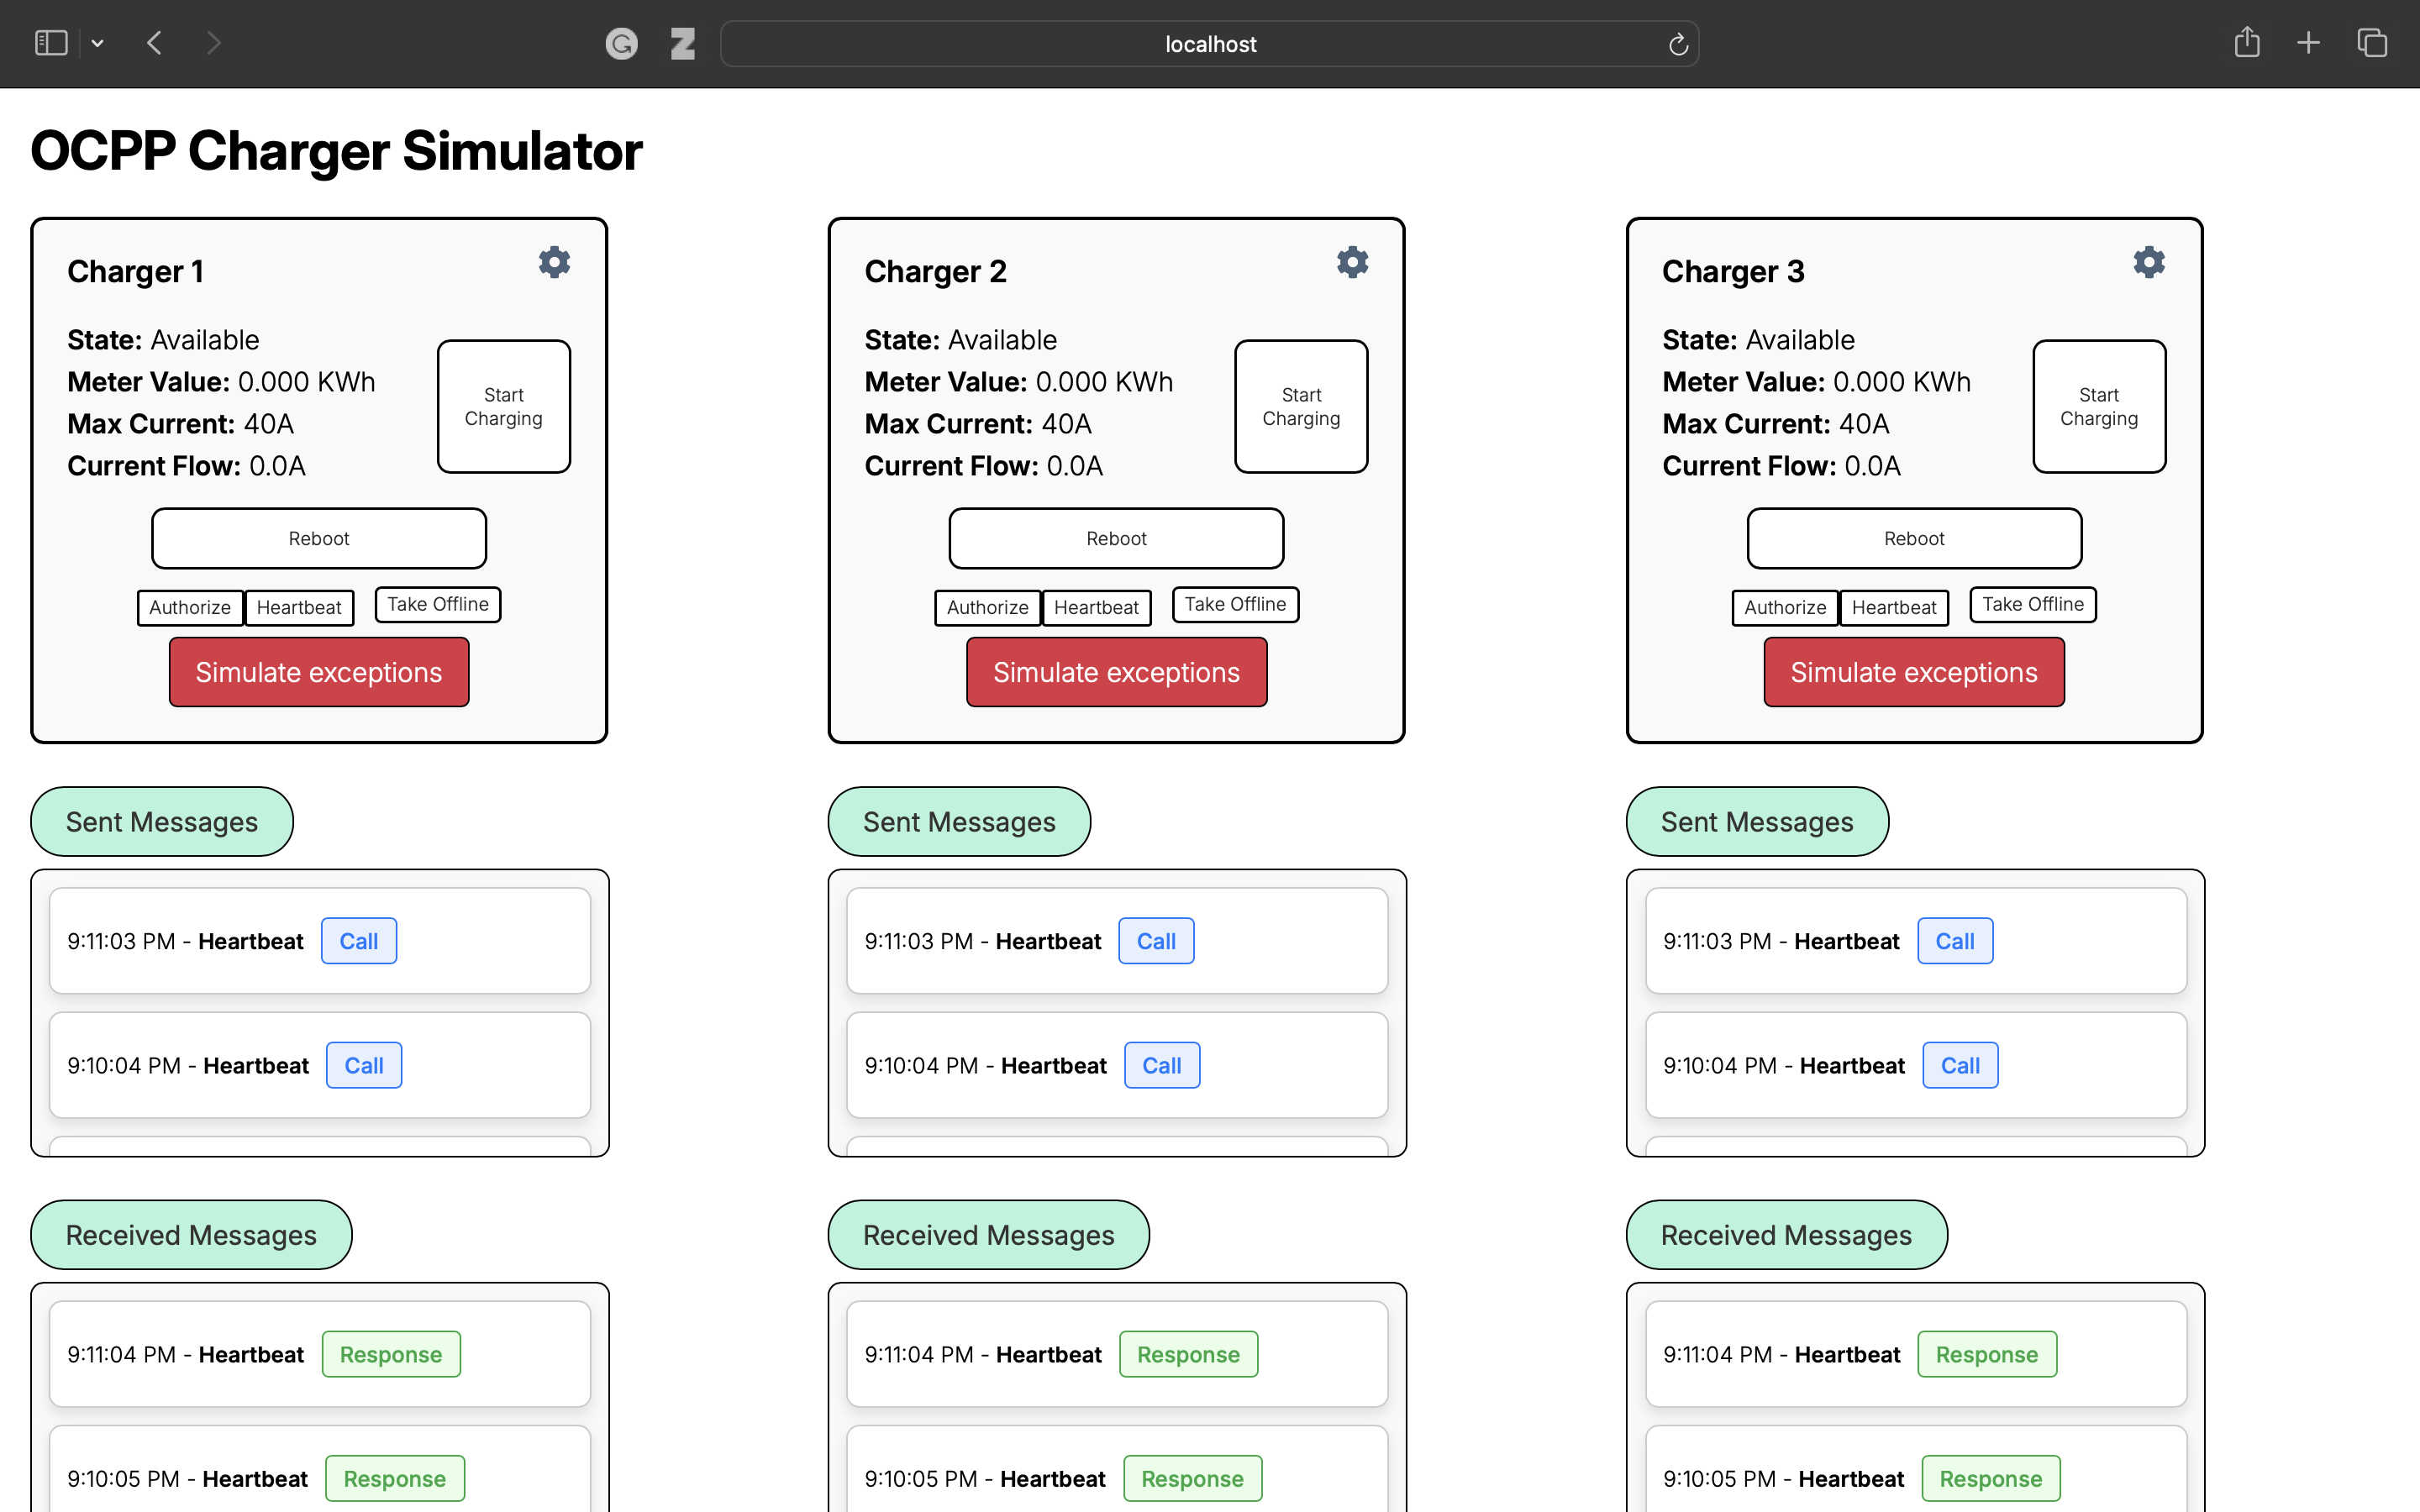 localhost
OCPP Charger Simulator
Charger 1
State: Available
Meter Value: 0.000 KWh
Max Current: 40A
Current Flow: 0.0A
Start
Charging
Reboot
Authorize
Heartbeat
Take Offline
Simulate exceptions
Sent Messages
9:11:03 PM - Heartbeat Call
9:10:04 PM - Heartbeat Call
Received Messages
9:11:04 PM - Heartbeat Response
9:10:05 PM - Heartbeat Response
Charger 2
State: Available
Meter Value: 0.000 KWh
Max Current: 40A
Current Flow: 0.0A
Start
Charging
Reboot
Authorize
Heartbeat
Take Offline
Simulate exceptions
Sent Messages
9:11:03 PM - Heartbeat Call
9:10:04 PM - Heartbeat Call
Received Messages
9:11:04 PM - Heartbeat Response
9:10:05 PM - Heartbeat Response
Charger 3
State: Available
Meter Value: 0.000 KWh
Max Current: 40A
Current Flow: 0.0A
Start
Charging
Reboot
Authorize
Heartbeat
Take Offline
Simulate exceptions
Sent Messages
9:11:03 PM - Heartbeat Call
9:10:04 PM - Heartbeat Call
Received Messages
9:11:04 PM - Heartbeat Response
9:10:05 PM - Heartbeat Response